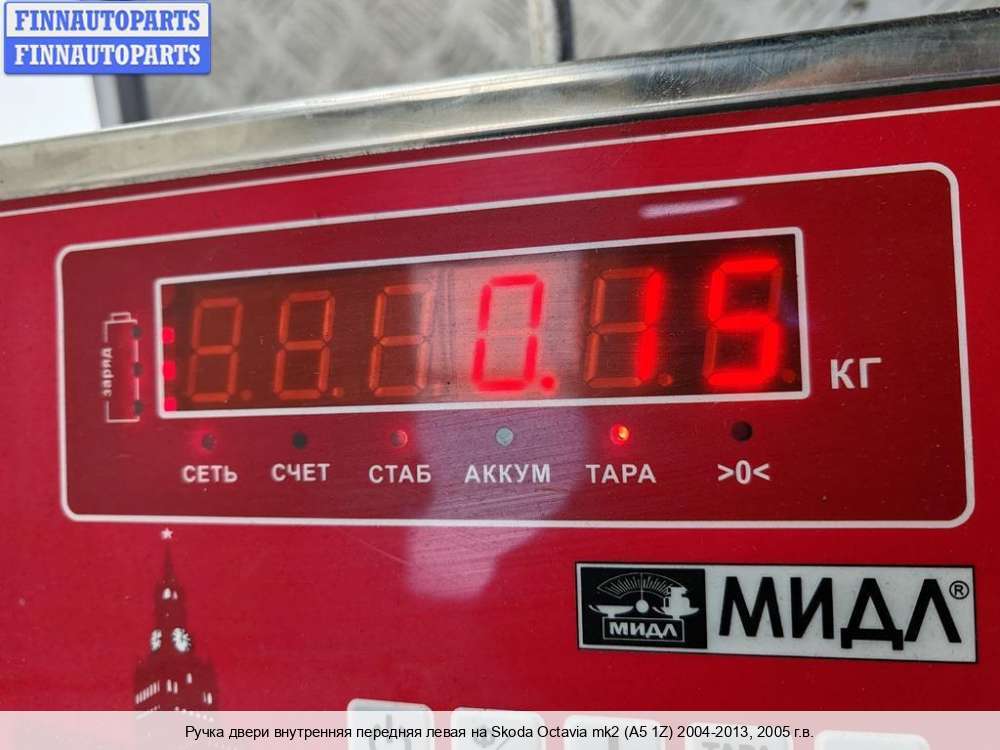 FINNAUTOPARTS
FINNAUTOPARTS
0.15
КГ
заряд
СЕТЬ СЧЕТ СТАБ АККУМ ТАРА >0<
МИДЛ МИДЛ®
Ручка двери внутренняя передняя левая на Skoda Octavia mk2 (A5 1Z) 2004-2013, 2005 г.в.